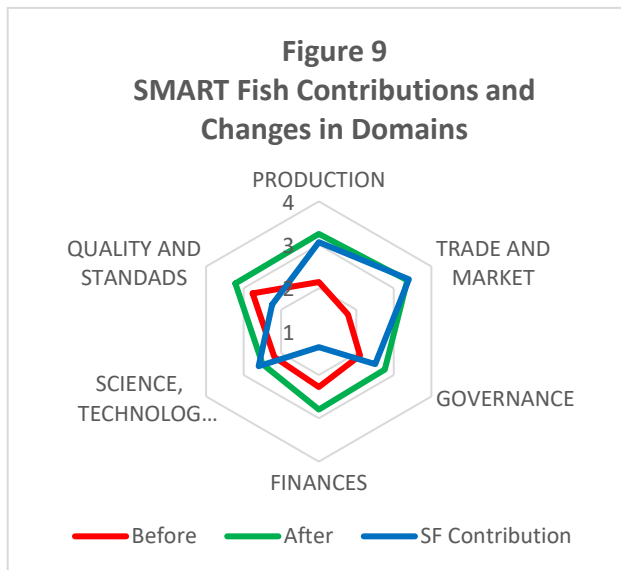 Figure 9
SMART Fish Contributions and
Changes in Domains
PRODUCTION
4
3
2
1
QUALITY AND
STANDADS
TRADE AND
MARKET
SCIENCE,
TECHNOLOG...
GOVERNANCE
FINANCES
Before
After
SF Contribution